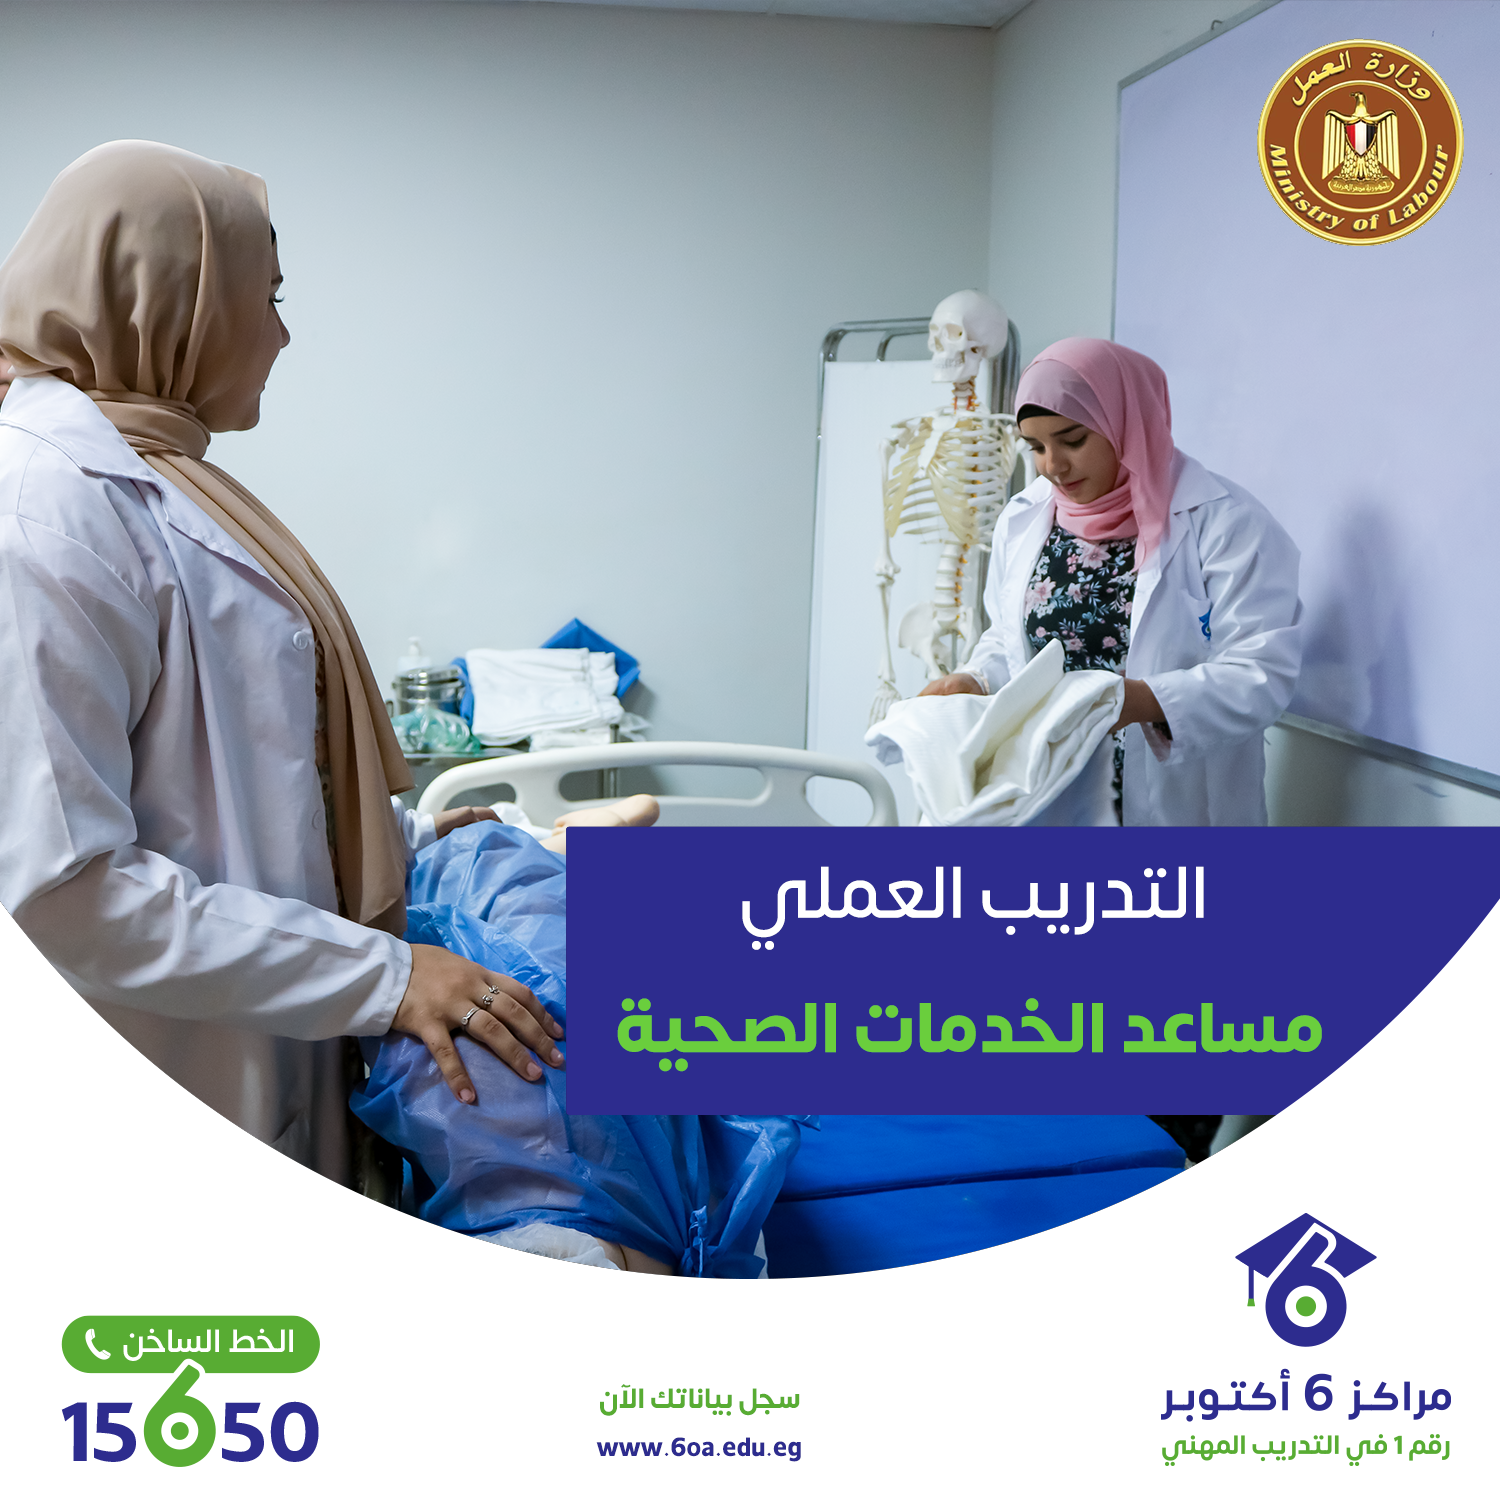 وزارة العمل
Ministry of Labour
التدريب العملي
مساعد الخدمات الصحية
مراكز 6 أكتوبر
رقم 1 في التدريب المهني
سجل بياناتك الآن
www.6oa.edu.eg
الخط الساخن
15650